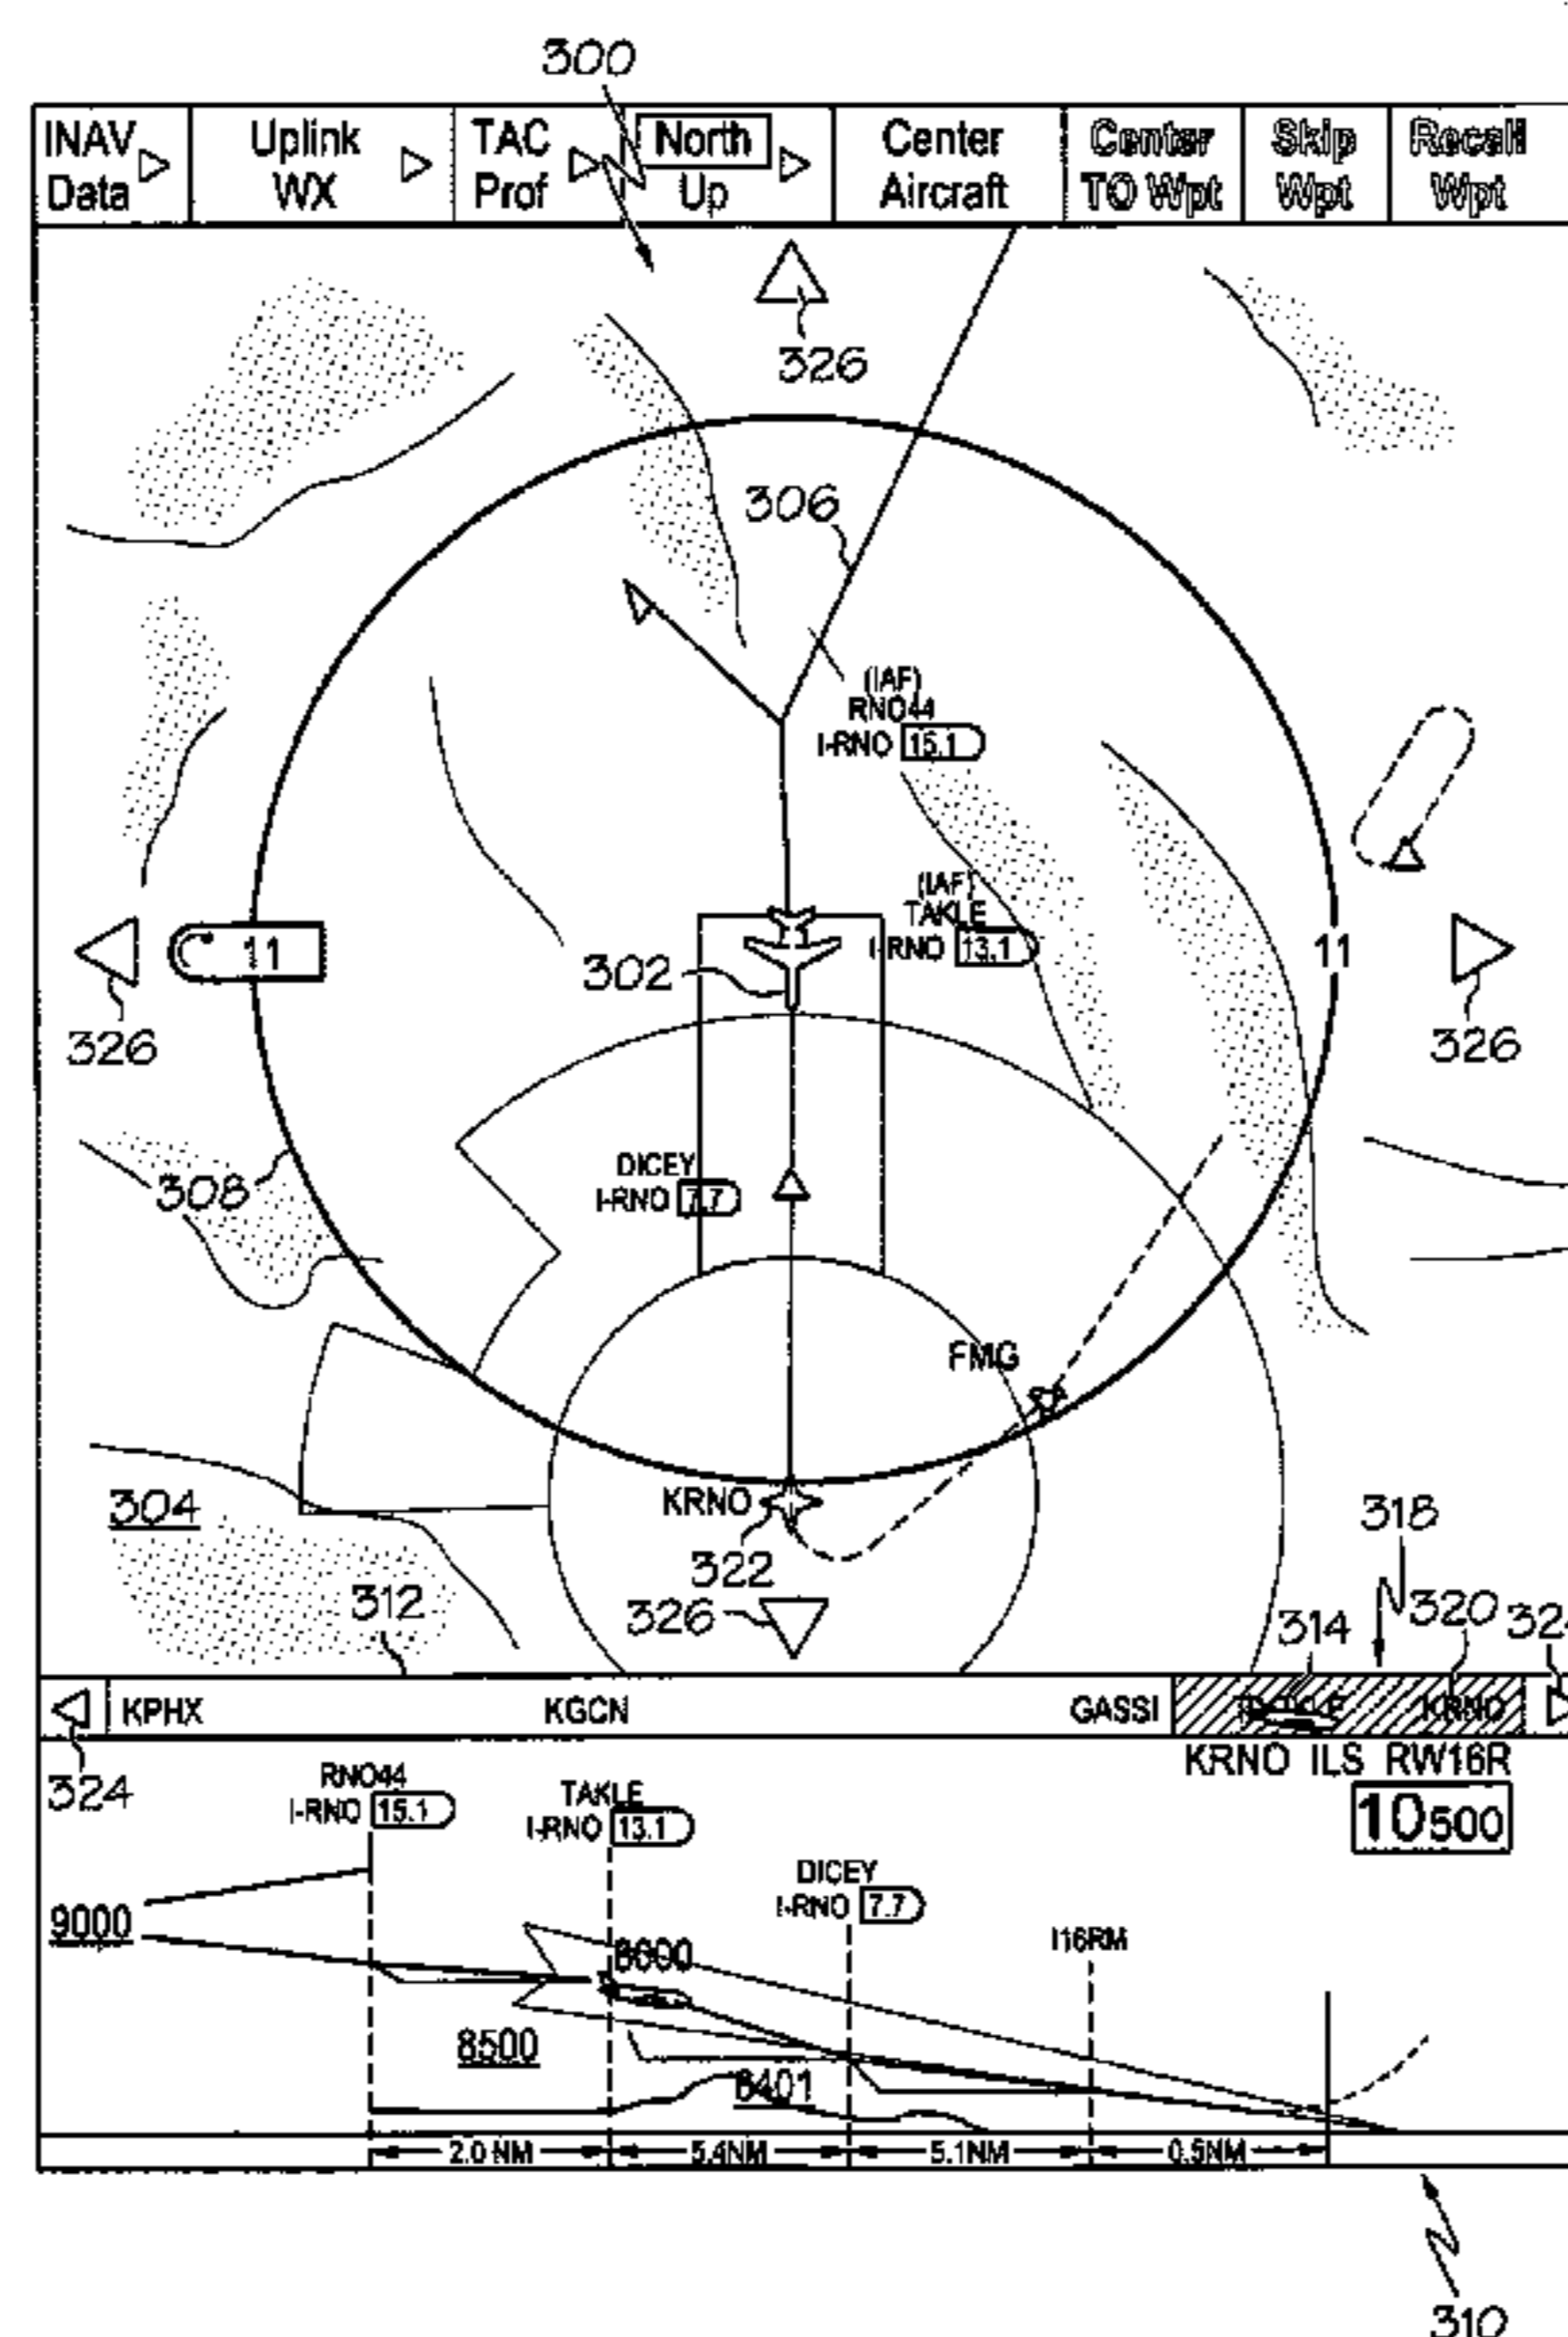 300
INAV Data
Uplink WX
TAC Prof
North Up
Center Aircraft
Center TO Wpt
Skip Wpt
Recall Wpt
326
306
(IAF)
RNO44
I-RNO 15.1
(IAF)
TAKLE
I-RNO 13.1
11
302
11
326
326
308
DICEY
I-RNO 7.7
FMG
304
KRNO
322
312
326
318
314
320
KPHX
KGCN
GASSI
KRNO
324
KRNO ILS RW16R
10500
RNO44
I-RNO 15.1
TAKLE
I-RNO 13.1
DICEY
I-RNO 7.7
I16RM
9000
8500
2.0 NM
5.4NM
5.1NM
0.5NM
310